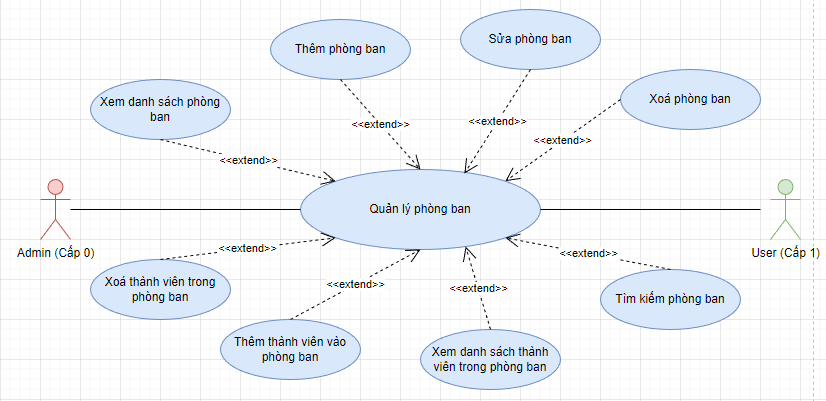 Thêm phòng ban
Sửa phòng ban
Xem danh sách phòng
ban
Xoá phòng ban
<<extend>>
<<extend>>
<<extend>>
<<extend>>
Quản lý phòng ban
Admin (Cấp 0)
User (Cấp 1)
<<extend>>
<<extend>>
<<extend>>
<<extend>>
Xoá thành viên trong
phòng ban
Tìm kiếm phòng ban
Thêm thành viên vào
phòng ban
Xem danh sách thành
viên trong phòng ban